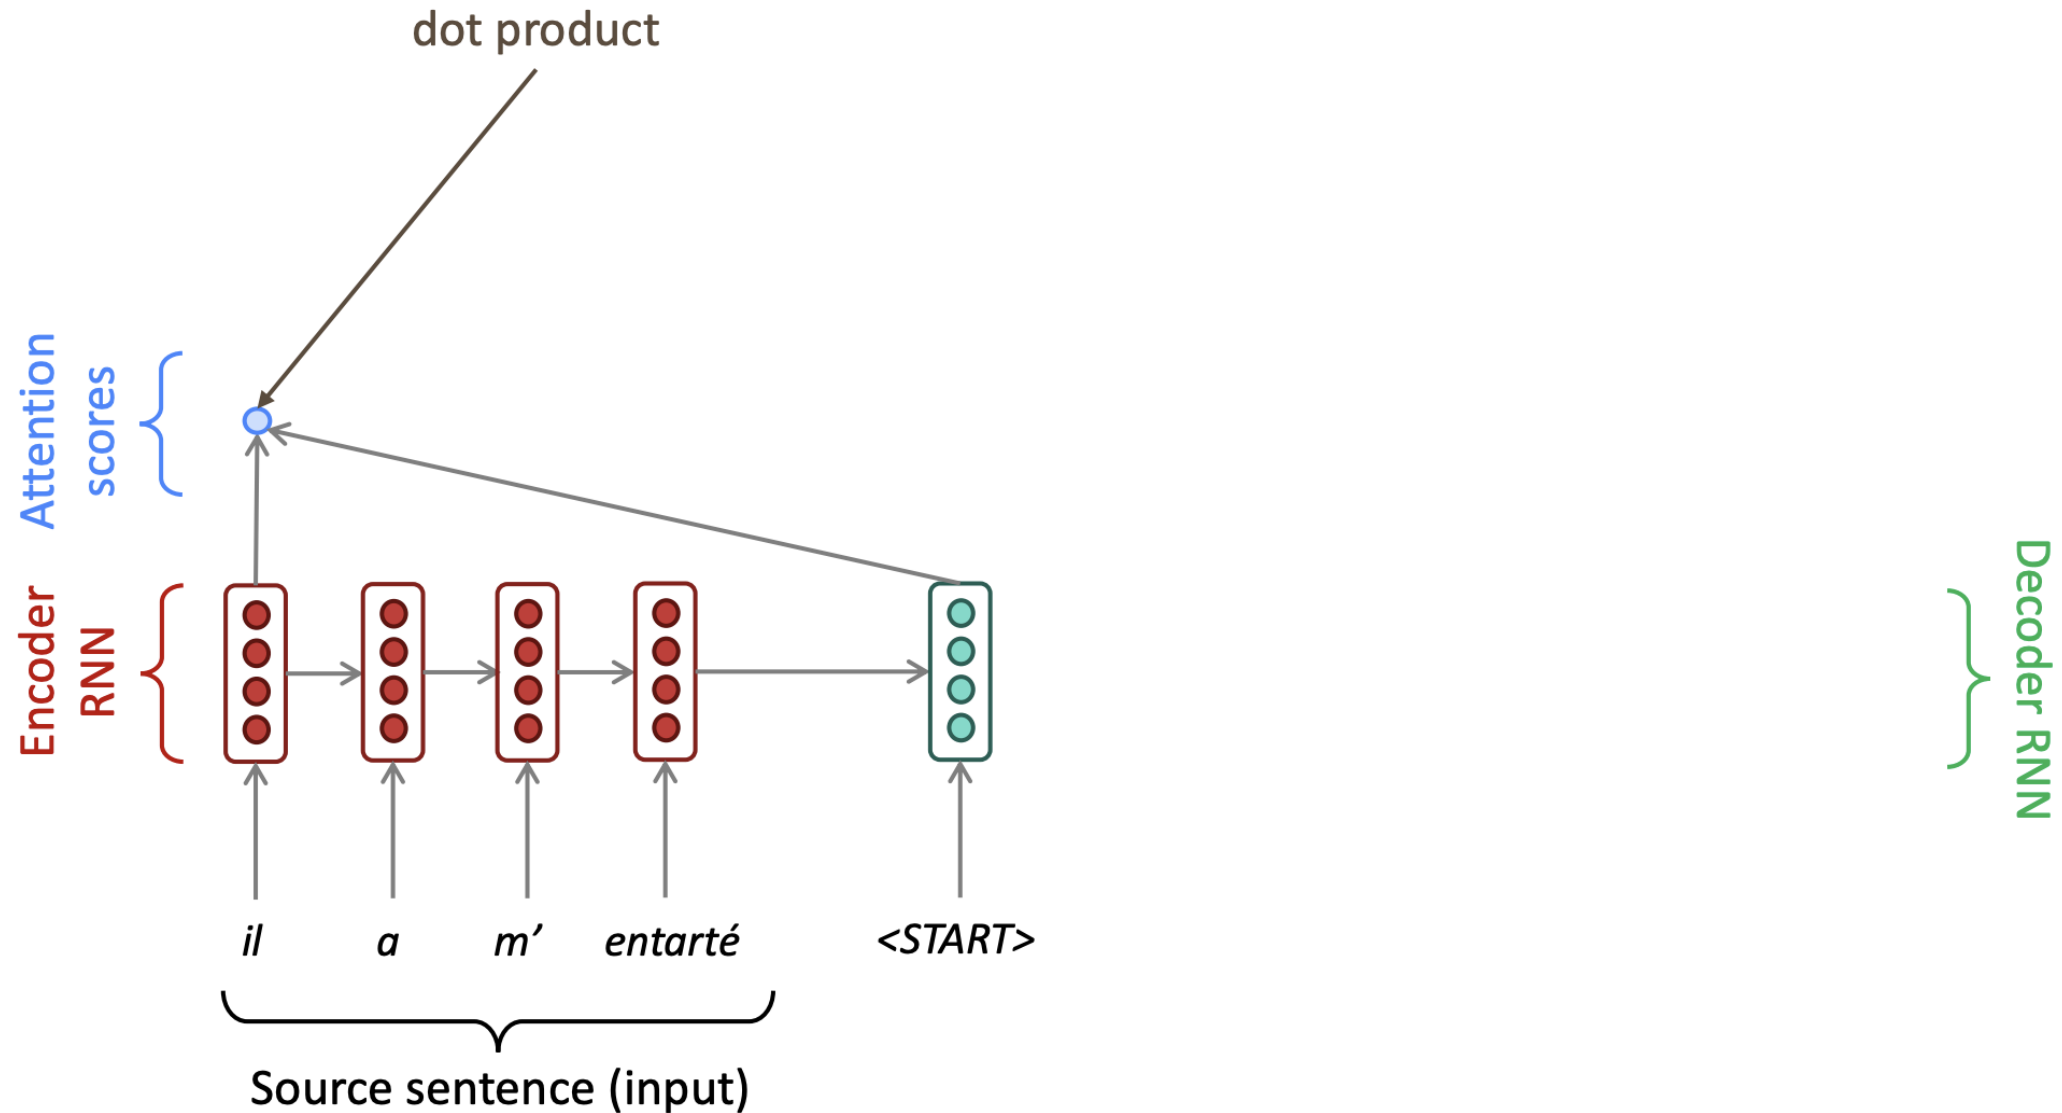 dot product
Attention
scores
Encoder
RNN
Decoder RNN
il a m’ entarté <START>
Source sentence (input)